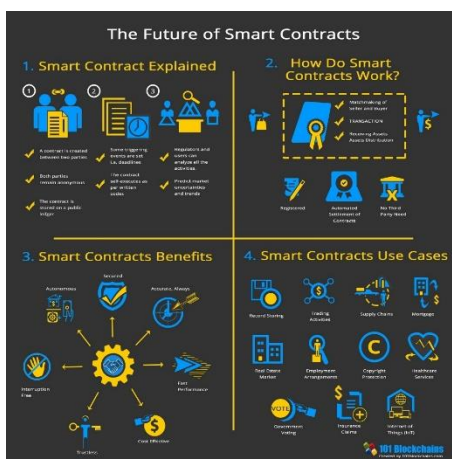 The Future of Smart Contracts
1. Smart Contract Explained
1
2
3
A contract is created
between two parties
Both parties
remain anonymous
The contract is
stored on a public
ledger
Some triggering
events are set
i.e. deadlines
The contract
self-executes as
per written
codes
Regulators and
users can
analyze all the
activities
Predict market
uncertainties
and trends
2. How Do Smart
Contracts Work?
Matchmaking of
Seller and Buyer
TRANSACTION
Assets Distribution
Registered
Automated
Settlement of
Contracts
No Third
Party Need
3. Smart Contracts Benefits
Autonomous
Secured
Accurate, Always
Interruption
Free
Fast
Performance
Trustless
Cost Effective
4. Smart Contracts Use Cases
Record Storing
Trading
Activities
Supply Chains
Mortgage
Real Estate
Market
Employment
Arrangements
C
Copyright
Protection
Healthcare
Services
VOTE
Government
Voting
Insurance
Claims
Internet of
Things (IoT)
101 Blockchains